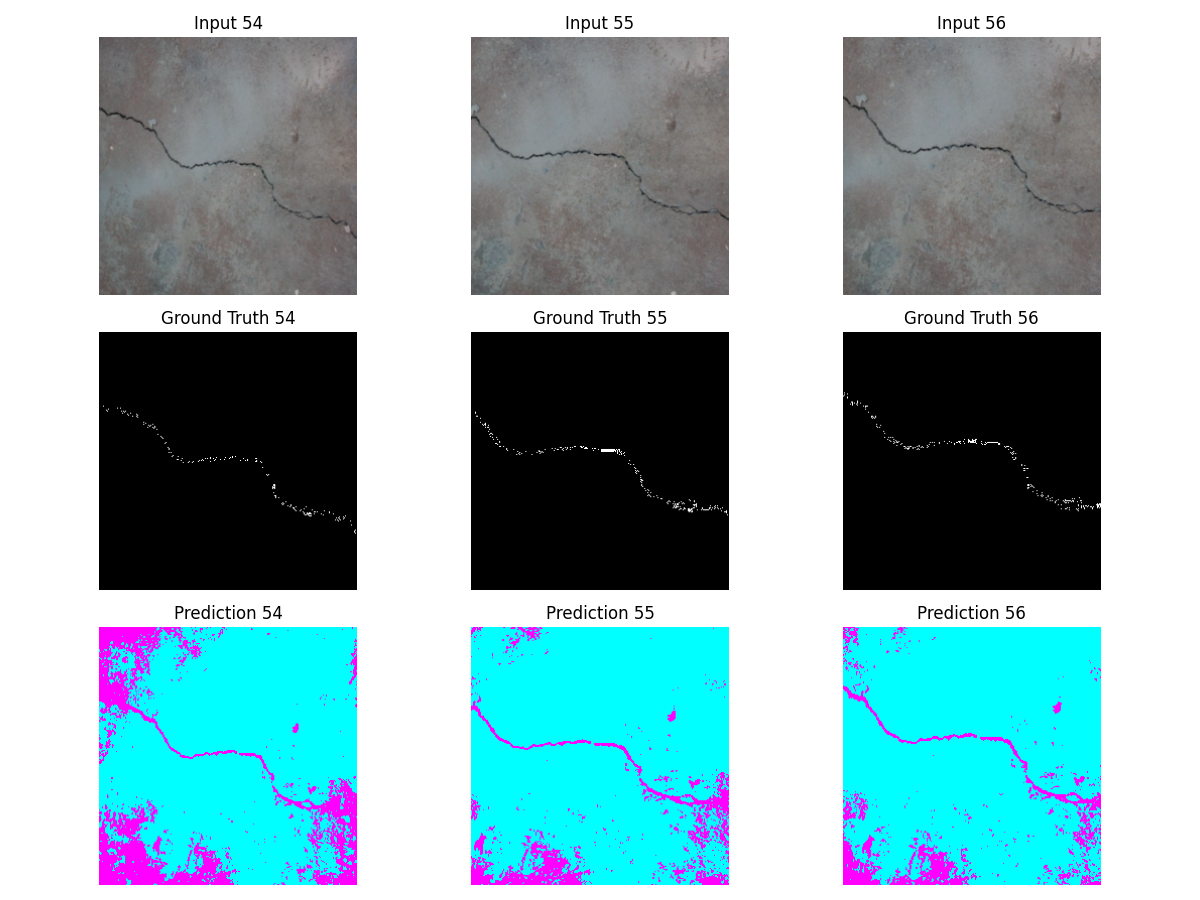 Input 54
Input 55
Input 56
Ground Truth 54
Ground Truth 55
Ground Truth 56
Prediction 54
Prediction 55
Prediction 56